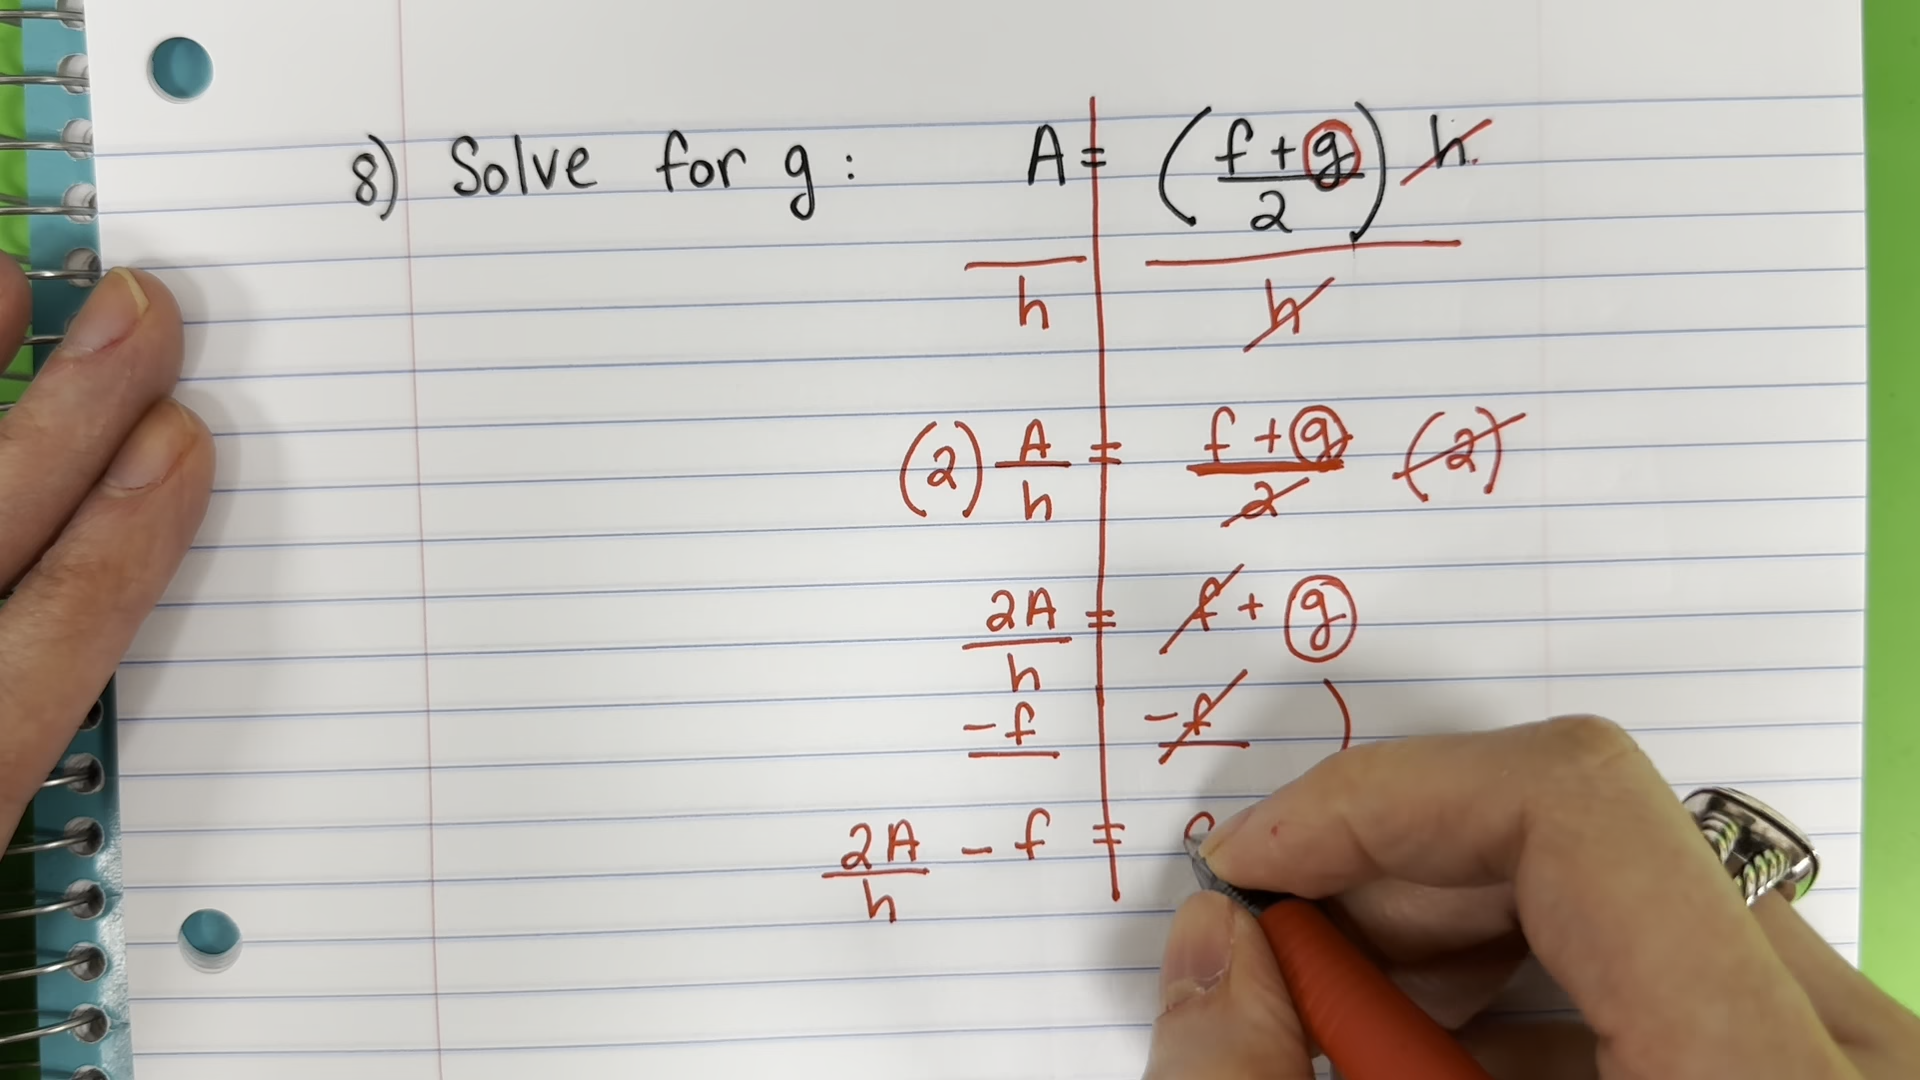 8) Solve for g : A = (f + g / 2) h
h h
(2) A / h = f + g / 2 (2)
2A / h = f + g
- f - f )
2A / h - f =